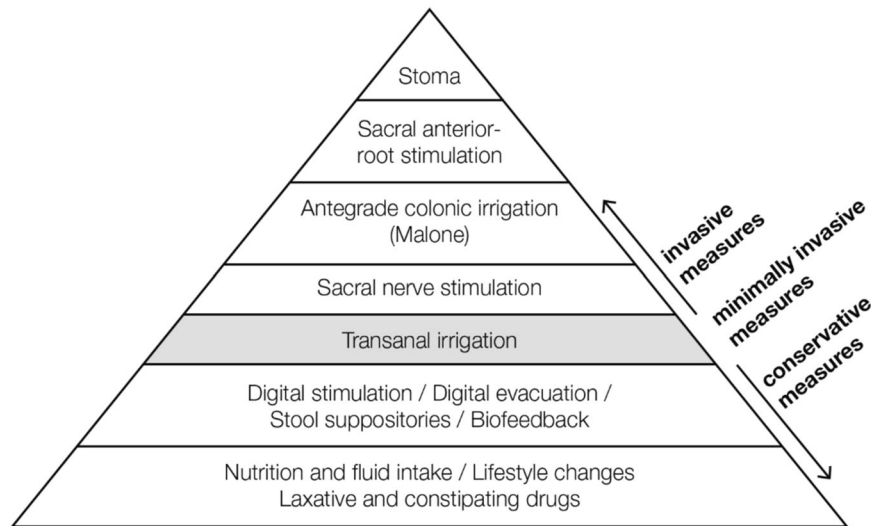 Stoma
Sacral anterior-
root stimulation
Antegrade colonic irrigation
(Malone)
Sacral nerve stimulation
Transanal irrigation
Digital stimulation / Digital evacuation /
Stool suppositories / Biofeedback
Nutrition and fluid intake / Lifestyle changes
Laxative and constipating drugs
invasive
measures
minimally invasive
measures
conservative
measures